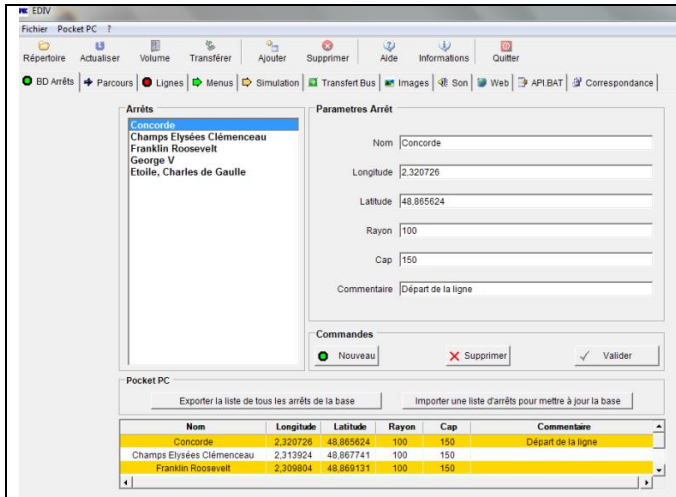 EDIV
Fichier Pocket PC ?
Répertoire Actualiser Volume Transférer Ajouter Supprimer Aide Informations Quitter
BD Arrêts Parcours Lignes Menus Simulation Transfert Bus Images Son Web API.BAT Correspondance
Arrêts
Concorde
Champs Elysées Clémenceau
Franklin Roosevelt
George V
Etoile, Charles de Gaulle
Parametres Arrêt
Nom Concorde
Longitude 2,320726
Latitude 48,865624
Rayon 100
Cap 150
Commentaire Départ de la ligne
Commandes
Nouveau Supprimer Valider
Pocket PC
Exporter la liste de tous les arrêts de la base Importer une liste d'arrêts pour mettre à jour la base
Nom Longitude Latitude Rayon Cap Commentaire
Concorde 2,320726 48,865624 100 150 Départ de la ligne
Champs Elysées Clémenceau 2,313924 48,867741 100 150
Franklin Roosevelt 2,309804 48,869131 100 150